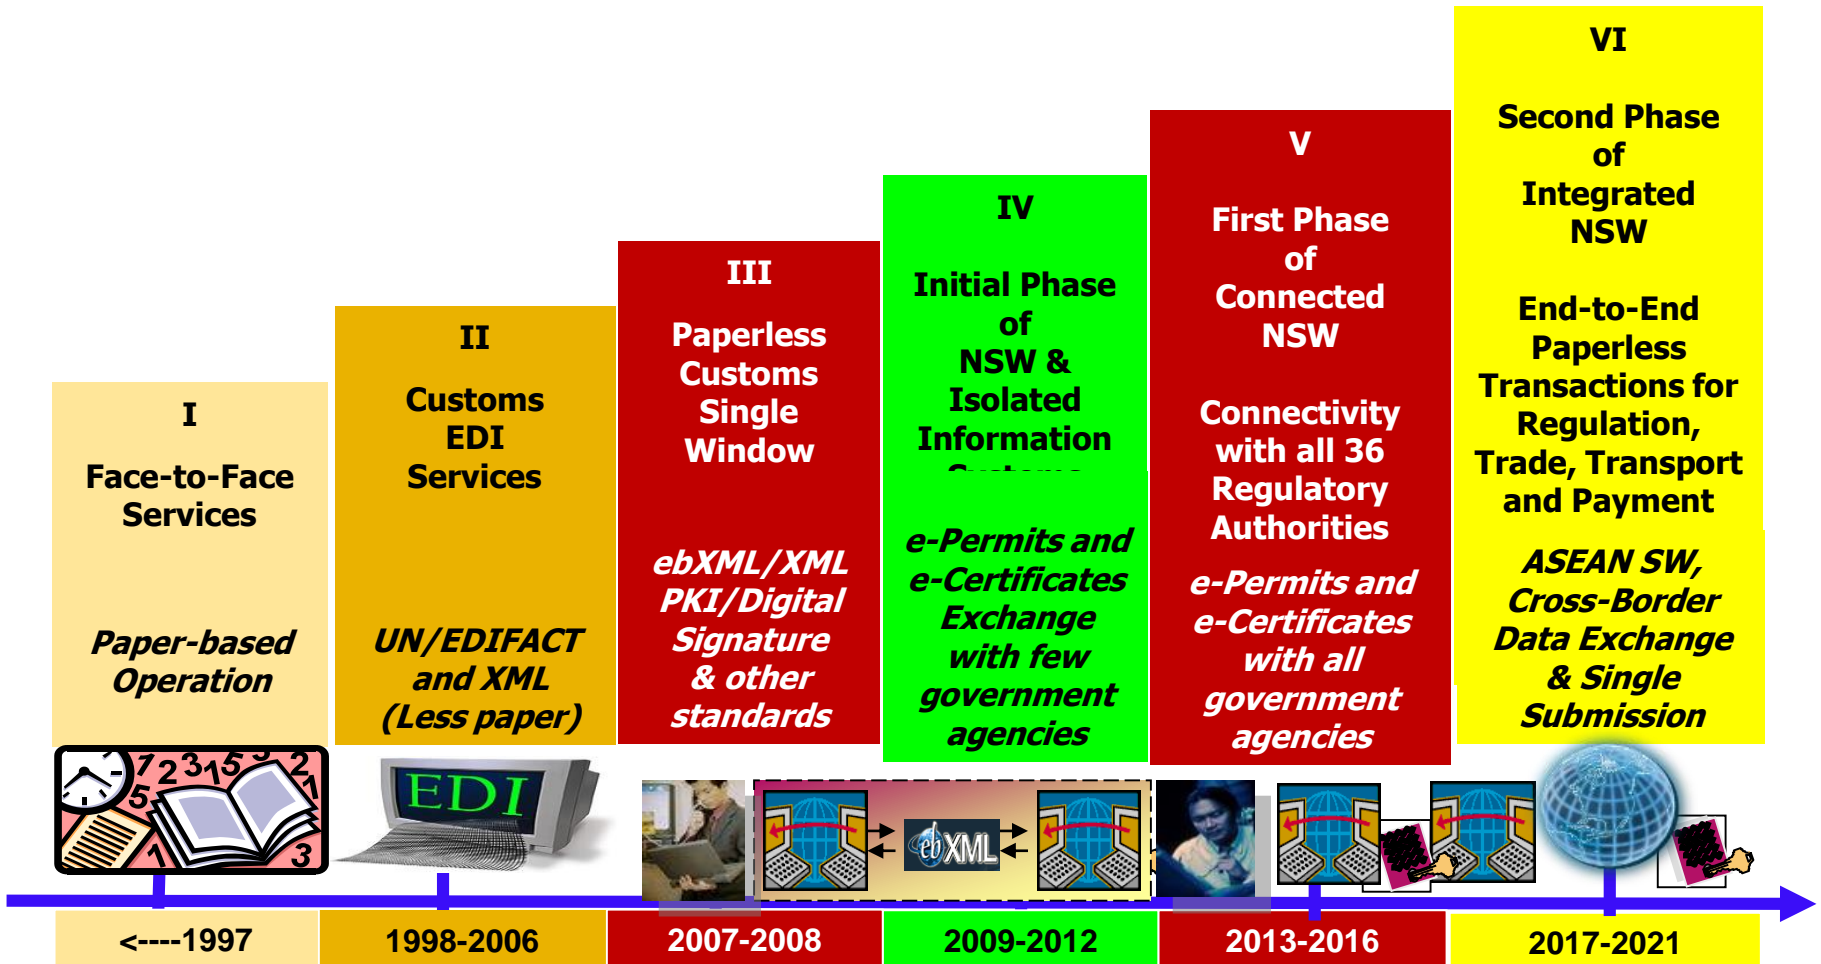 I
Face-to-Face
Services
Paper-based
Operation
II
Customs
EDI
Services
UN/EDIFACT
and XML
(Less paper)
III
Paperless
Customs
Single
Window
ebXML/XML
PKI/Digital
Signature
& other
standards
IV
Initial Phase
of
NSW &
Isolated
Information
e-Permits and
e-Certificates
Exchange
with few
government
agencies
V
First Phase
of
Connected
NSW
Connectivity
with all 36
Regulatory
Authorities
e-Permits and
e-Certificates
with all
government
agencies
VI
Second Phase
of
Integrated
NSW
End-to-End
Paperless
Transactions for
Regulation,
Trade, Transport
and Payment
ASEAN SW,
Cross-Border
Data Exchange
& Single
Submission
EDI
ebXML
<----1997
1998-2006
2007-2008
2009-2012
2013-2016
2017-2021